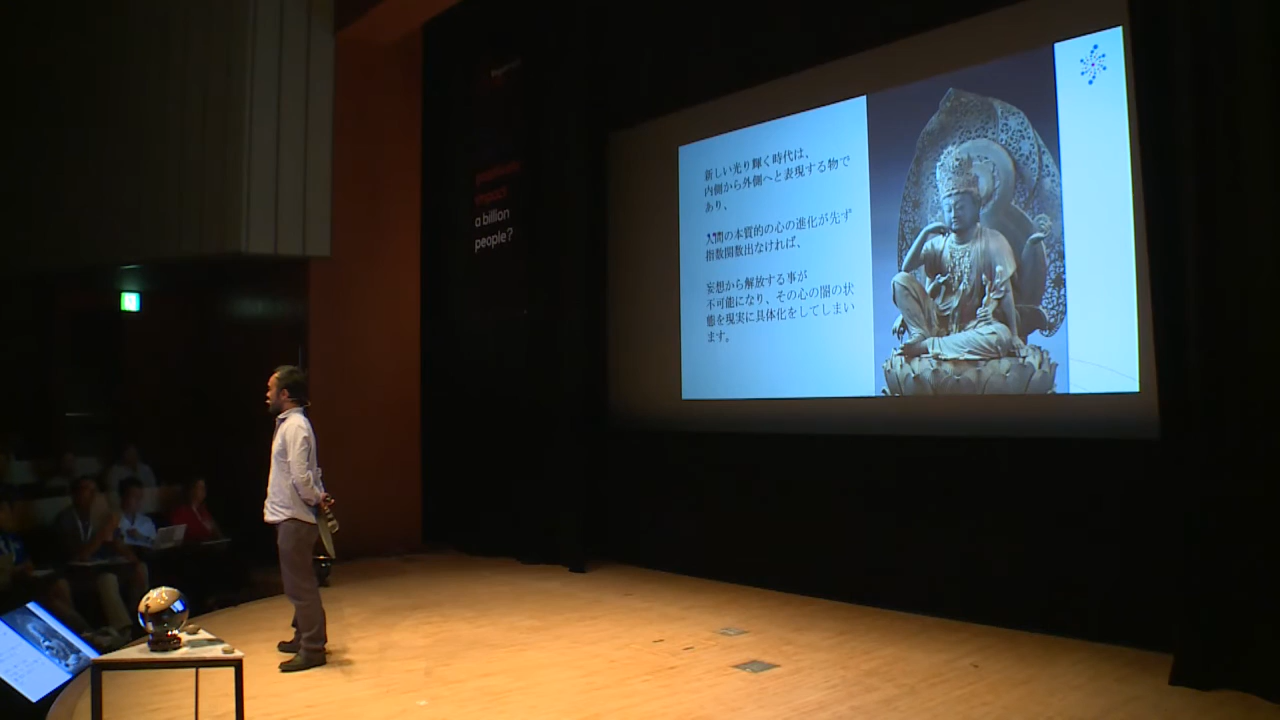 a billion
people?
新しい光り輝く時代は、
内側から外側へと表現する物で
あり、
人間の本質的の心の進化が先ず
指数関数出なければ、
妄想から解放する事が
不可能になり、その心の闇の状
態を現実に具体化をしてしまい
ます。